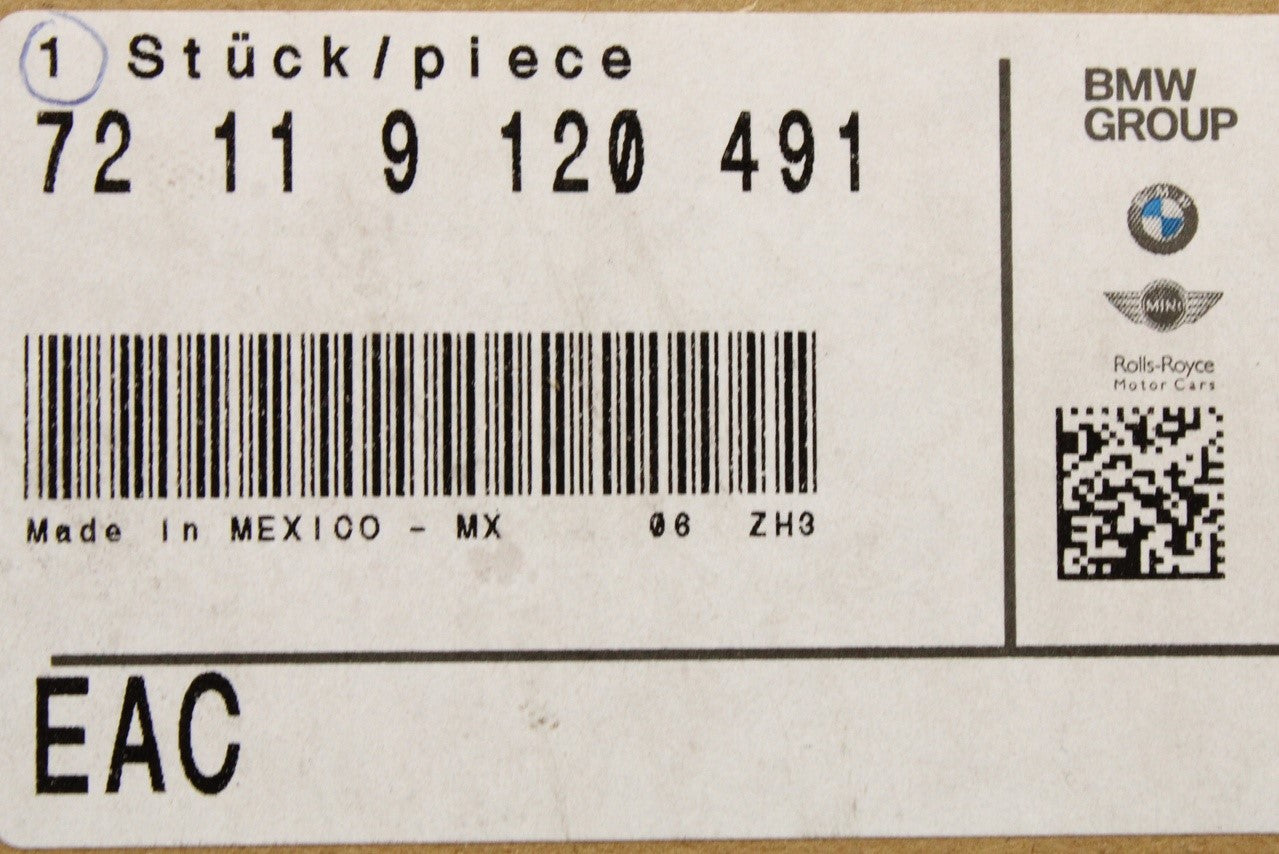 1 Stück/piece
72 11 9 120 491
Made in MEXICO - MX 06 ZH3
EAC
BMW
GROUP
BMW
MINI
Rolls-Royce
Motor Cars